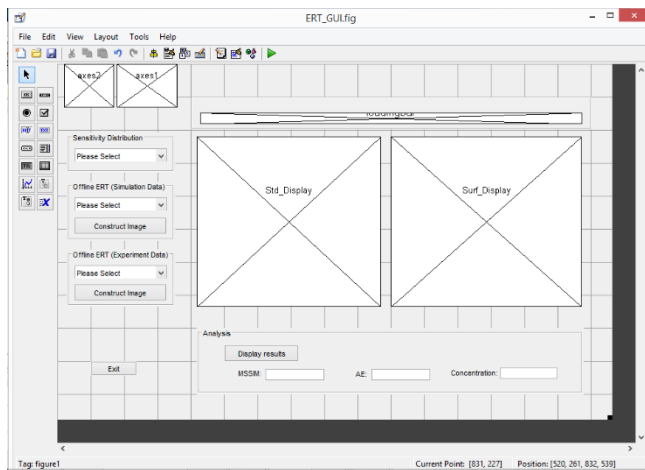 ERT_GUI.fig
File Edit View Layout Tools Help
axes2 axes1
loadingbar
Sensitivity Distribution
Please Select
Std_Display
Surf_Display
Offline ERT (Simulation Data)
Please Select
Construct Image
Offline ERT (Experiment Data)
Please Select
Construct Image
Analysis
Display results
Exit
MSSIM:
AE:
Concentration:
Tag: figure1
Current Point: [831, 227]
Position: [520, 261, 832, 539]